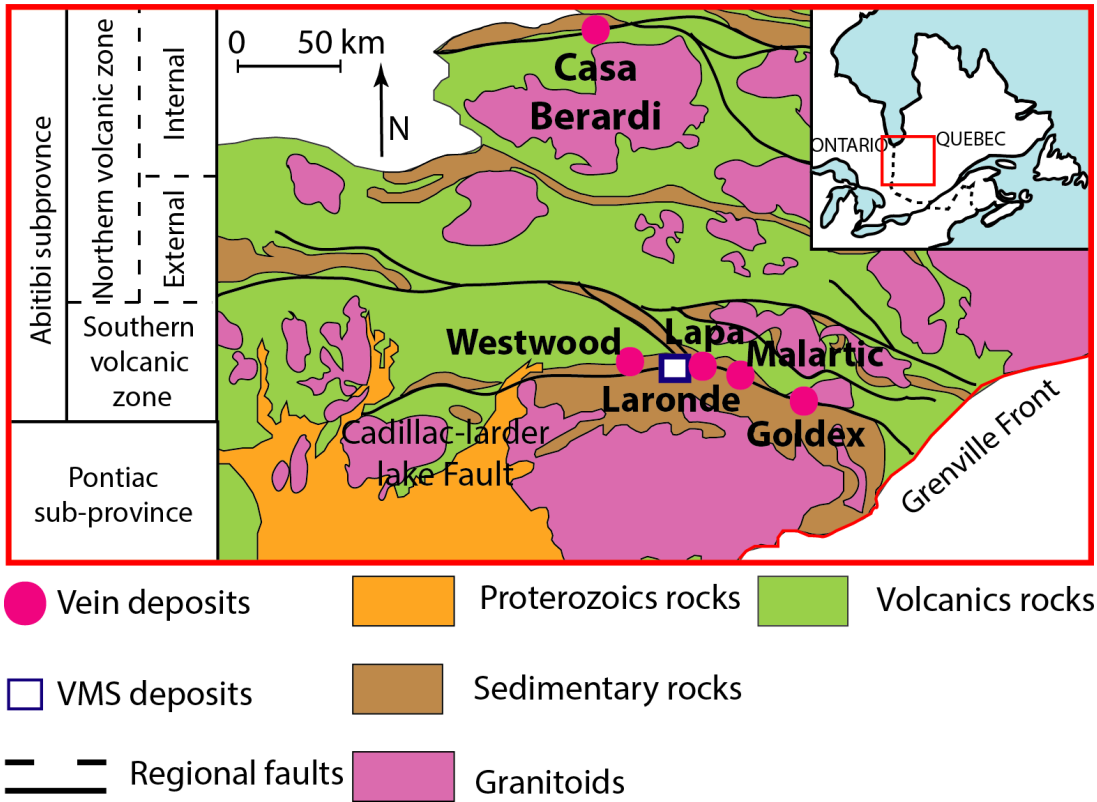 0 50 km
N
Casa
Berardi
ONTARIO
QUEBEC
Abitibi subprovnce
Northern volcanic zone
Internal
External
Southern
volcanic
zone
Pontiac
sub-province
Westwood
Lapa
Malartic
Laronde
Goldex
Cadillac-larder
lake Fault
Grenville Front
Vein deposits
Proterozoics rocks
Volcanics rocks
VMS deposits
Sedimentary rocks
Regional faults
Granitoids